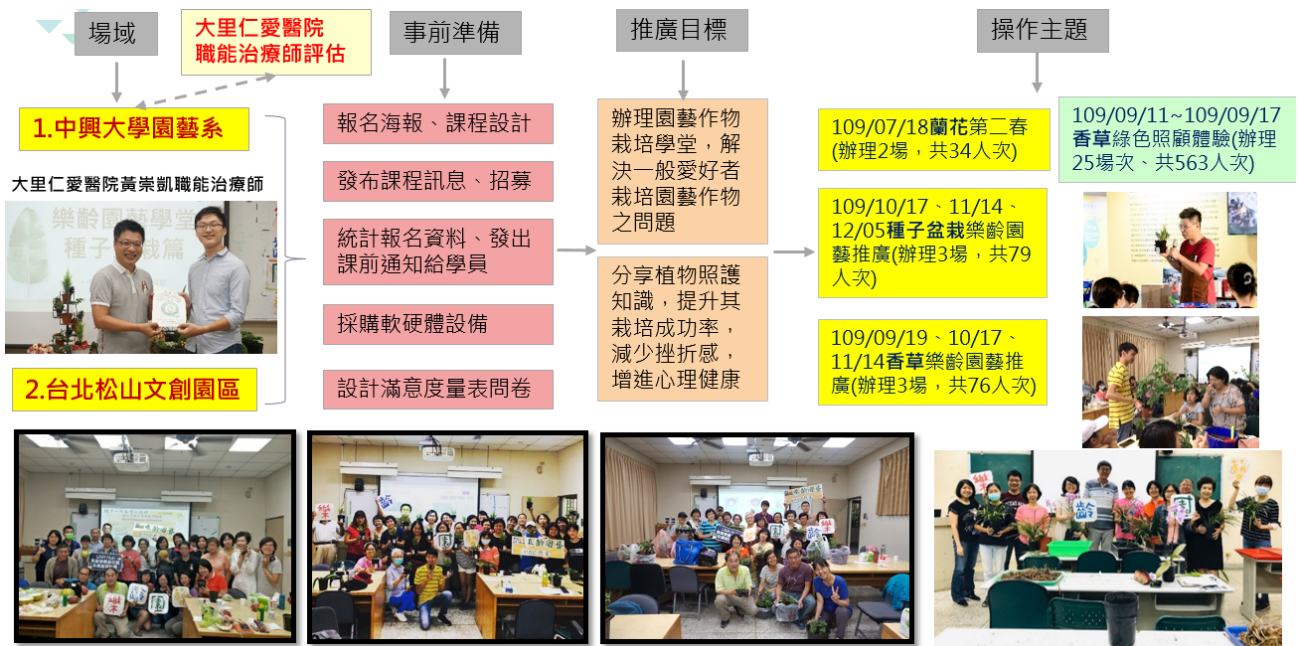 場域
大里仁愛醫院
職能治療師評估
事前準備
推廣目標
操作主題
1.中興大學園藝系
大里仁愛醫院黃崇凱職能治療師
樂齡園藝學堂
種子盆栽篇
2.台北松山文創園區
報名海報、課程設計
發布課程訊息、招募
統計報名資料、發出
課前通知給學員
採購軟硬體設備
設計滿意度量表問卷
辦理園藝作物
栽培學堂，解
決一般愛好者
栽培園藝作物
之問題
分享植物照護
知識，提升其
栽培成功率，
減少挫折感，
增進心理健康
109/07/18蘭花第二春
(辦理2場，共34人次)
109/10/17、11/14、
12/05種子盆栽樂齡園
藝推廣(辦理3場，共79
人次)
109/09/19、10/17、
11/14香草樂齡園藝推
廣(辦理3場，共76人次)
109/09/11~109/09/17
香草綠色照顧體驗(辦理
25場次、共563人次)
樂
齡
園
樂
齡
園
樂
齡
園